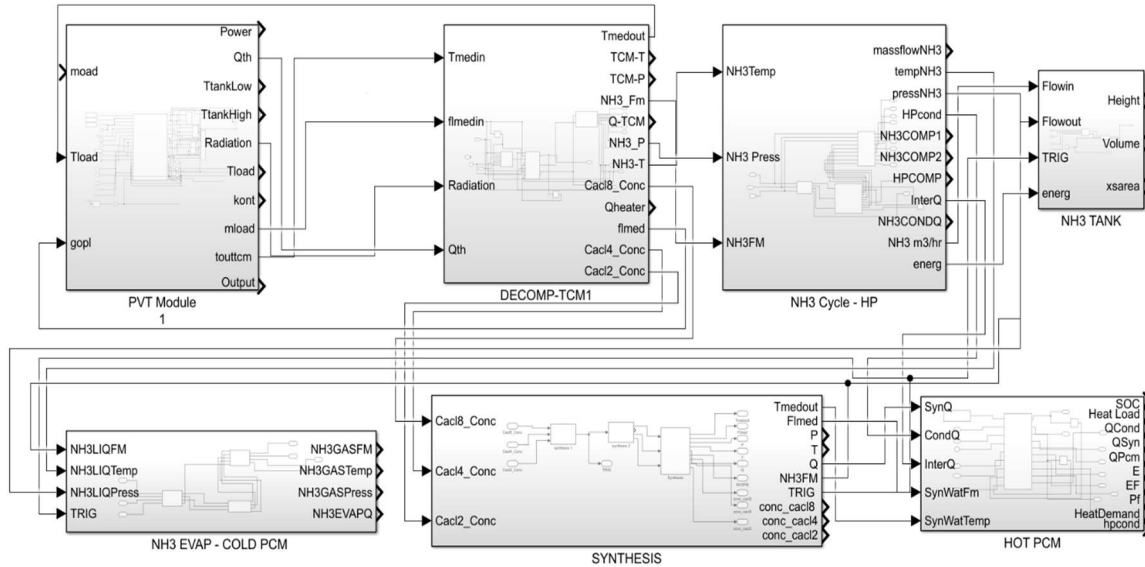 Power
Qth
moad
TtankLow
TtankHigh
Radiation
Tload
Tload
kont
mload
gopl
touttcm
Output
PVT Module
1
Tmedout
Tmedin
TCM-T
TCM-P
NH3_Fm
flmedin
Q-TCM
NH3_P
NH3-T
Radiation
Cacl8_Conc
Qheater
flmed
Qth
Cacl4_Conc
Cacl2_Conc
DECOMP-TCM1
massflowNH3
NH3Temp
tempNH3
pressNH3
HPcond
NH3COMP1
NH3 Press
NH3COMP2
HPCOMP
InterQ
NH3CONDQ
NH3FM
NH3 m3/hr
energ
NH3 Cycle - HP
Flowin
Height
Flowout
Volume
TRIG
xsarea
energ
NH3 TANK
NH3LIQFM
NH3GASFM
NH3LIQTemp
NH3GASTemp
NH3LIQPress
NH3GASPress
TRIG
NH3EVAPQ
NH3 EVAP - COLD PCM
Tmedout
Cacl8_Conc
Flmed
P
T
Cacl4_Conc
Q
NH3FM
TRIG
conc_cacl8
Cacl2_Conc
conc_cacl4
conc_cacl2
SYNTHESIS
SynQ
SOC
Heat Load
CondQ
QCond
QSyn
InterQ
QPcm
E
SynWatFm
EF
Pf
SynWatTemp
HeatDemand
hpcond
HOT PCM